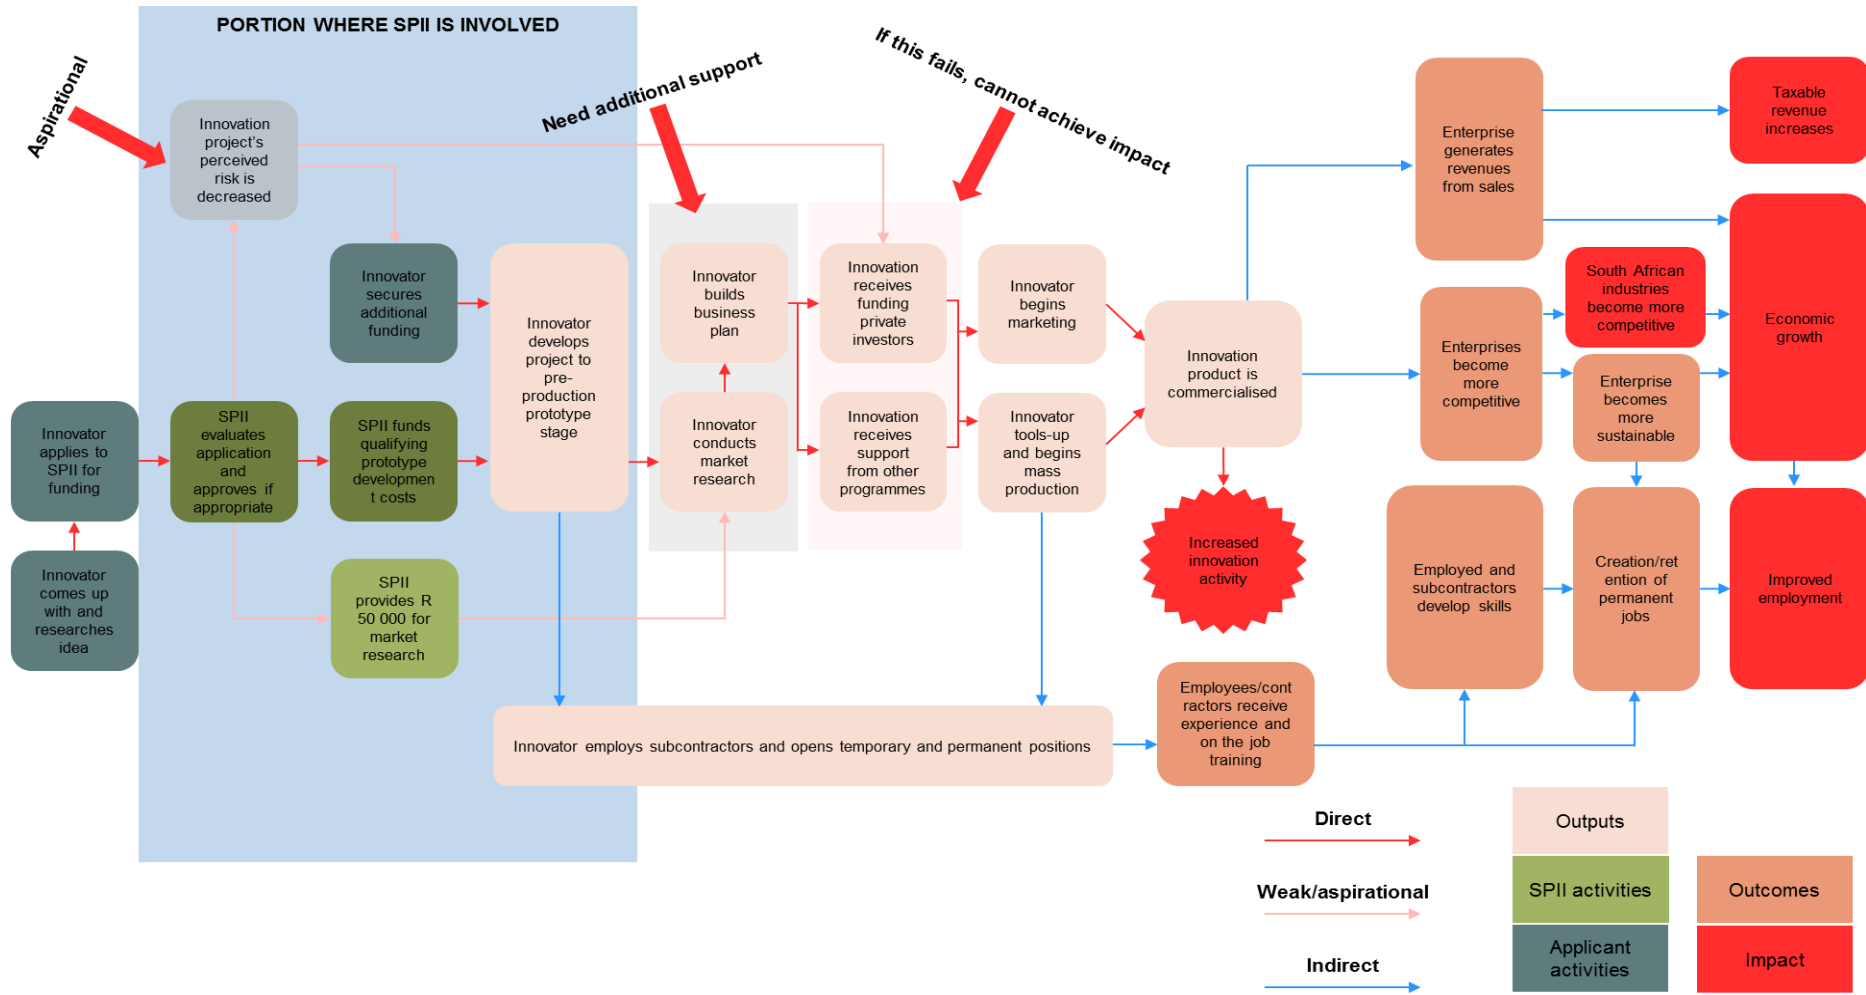 PORTION WHERE SPII IS INVOLVED
Aspirational
Need additional support
If this fails, cannot achieve impact
Innovation
project's
perceived
risk is
decreased
Innovator
secures
additional
funding
Innovator
develops
project to
pre-
production
prototype
stage
Innovator
applies to
SPII for
funding
SPII
evaluates
application
and
approves if
appropriate
SPII funds
qualifying
prototype
developmen
t costs
Innovator
comes up
with and
researches
idea
SPII
provides R
50 000 for
market
research
Innovator
builds
business
plan
Innovator
conducts
market
research
Innovation
receives
funding
private
investors
Innovation
receives
support
from other
programmes
Innovator
begins
marketing
Innovator
tools-up
and begins
mass
production
Innovation
product is
commercialised
Increased
innovation
activity
Innovator employs subcontractors and opens temporary and permanent positions
Employees/cont
ractors receive
experience and
on the job
training
Enterprise
generates
revenues
from sales
Taxable
revenue
increases
South African
industries
become more
competitive
Economic
growth
Enterprises
become
more
competitive
Enterprise
becomes
more
sustainable
Employed and
subcontractors
develop skills
Creation/ret
ention of
permanent
jobs
Improved
employment
Direct
Weak/aspirational
Indirect
Outputs
SPII activities
Applicant
activities
Outcomes
Impact